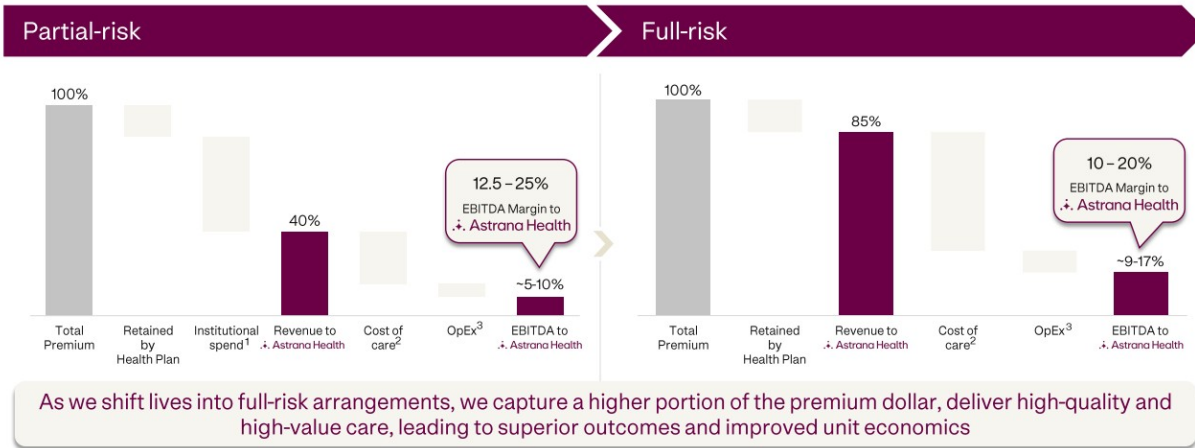 Partial-risk
Full-risk
100%
40%
12.5 – 25%
EBITDA Margin to
Astrana Health
~5-10%
Total
Premium
Retained
by
Health Plan
Institutional
spend¹
Revenue to
Astrana Health
Cost of
care²
OpEx³
EBITDA to
Astrana Health
100%
85%
10 – 20%
EBITDA Margin to
Astrana Health
~9-17%
Total
Premium
Retained
by
Health Plan
Revenue to
Astrana Health
Cost of
care²
OpEx³
EBITDA to
Astrana Health
As we shift lives into full-risk arrangements, we capture a higher portion of the premium dollar, deliver high-quality and
high-value care, leading to superior outcomes and improved unit economics